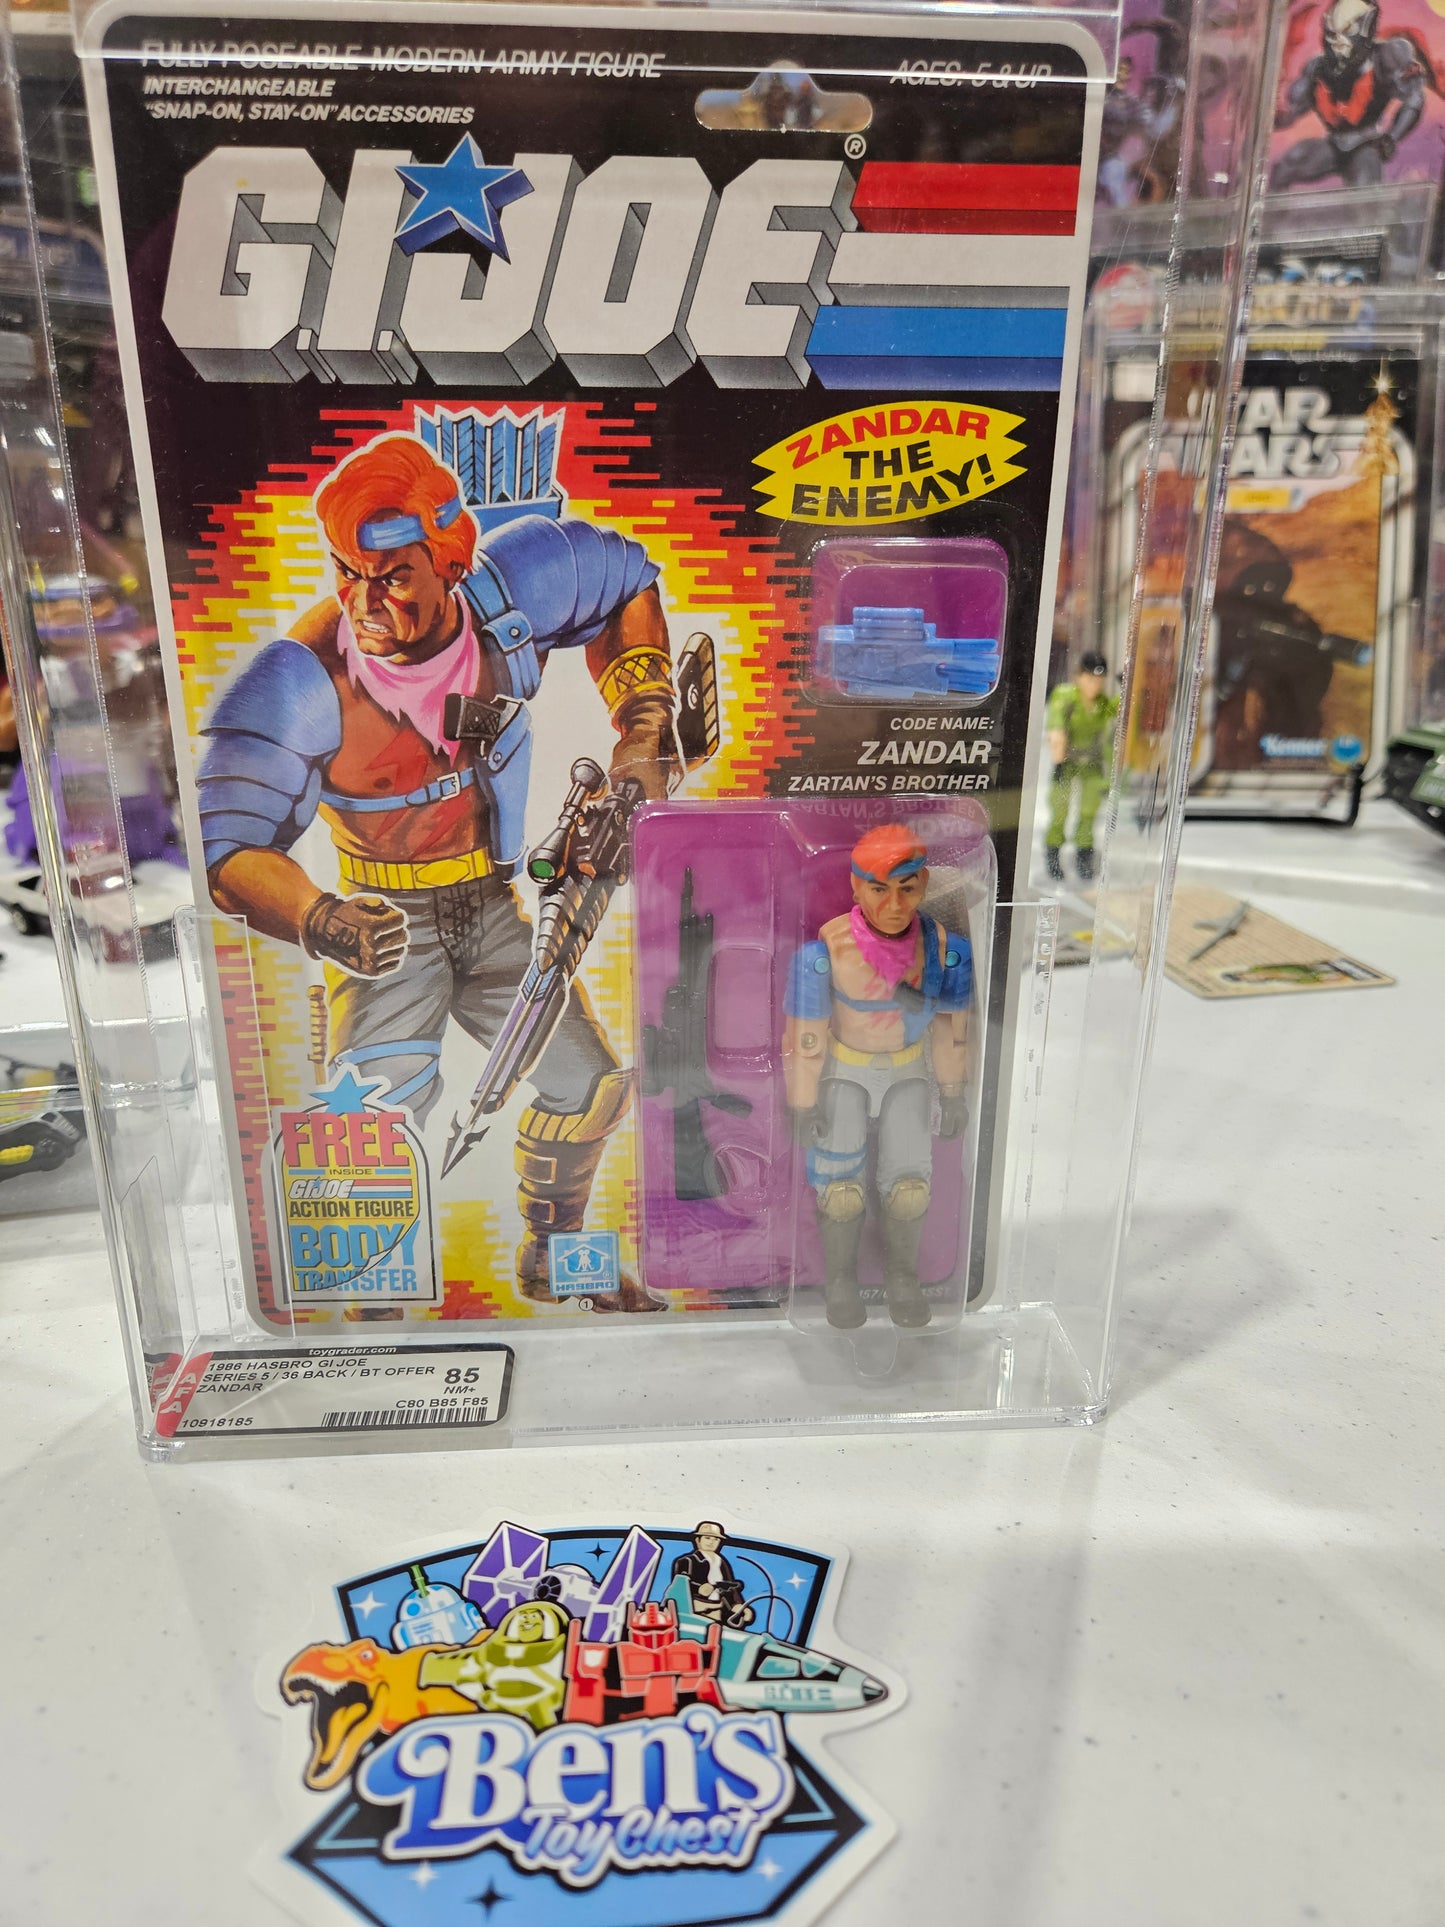 FULLY POSEABLE MODERN ARMY FIGURE
AGES: 5 & UP
INTERCHANGEABLE
"SNAP-ON, STAY-ON" ACCESSORIES
G.I. JOE
®
ZANDAR
THE
ENEMY!
CODE NAME:
ZANDAR
ZARTAN'S BROTHER
FREE
INSIDE
G.I. JOE
ACTION FIGURE
BODY
TRANSFER
HASBRO
®
1
STAR
WARS
Kenner
toygrader.com
AFA
1986 HASBRO GI JOE
SERIES 5 / 36 BACK / BT OFFER
ZANDAR
85
NM+
C80 B85 F85
10918185
G.I. JOE
Ben's
Toy Chest